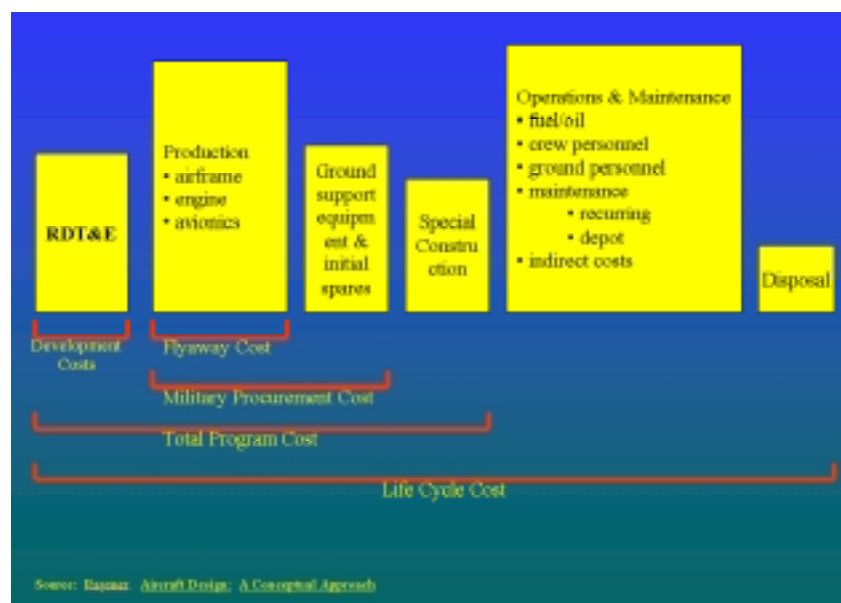 RDT&E
Production
• airframe
• engine
• avionics
Ground
support
equipm
ent &
initial
spares
Special
Constru
ction
Operations & Maintenance
• fuel/oil
• crew personnel
• ground personnel
• maintenance
• recurring
• depot
• indirect costs
Disposal
Development
Costs
Flyaway Cost
Military Procurement Cost
Total Program Cost
Life Cycle Cost
Source: Raymer. Aircraft Design: A Conceptual Approach